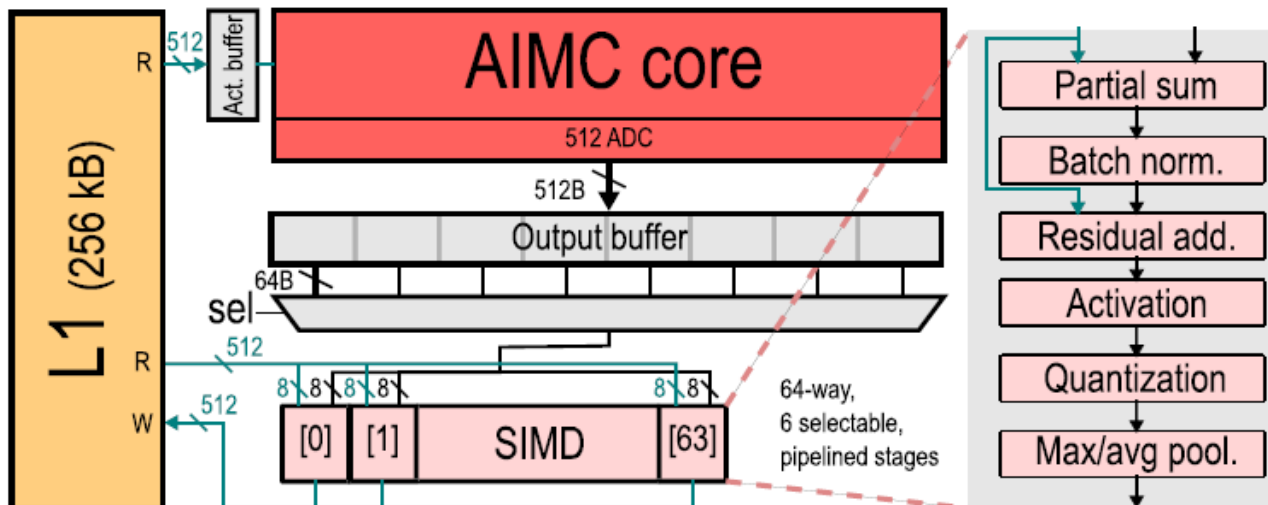 L1 (256 kB)
R
512
Act. buffer
AIMC core
512 ADC
512B
Output buffer
64B
sel
R
512
W
512
8
8
8
8
8
8
[0]
[1]
SIMD
[63]
64-way,
6 selectable,
pipelined stages
Partial sum
Batch norm.
Residual add.
Activation
Quantization
Max/avg pool.